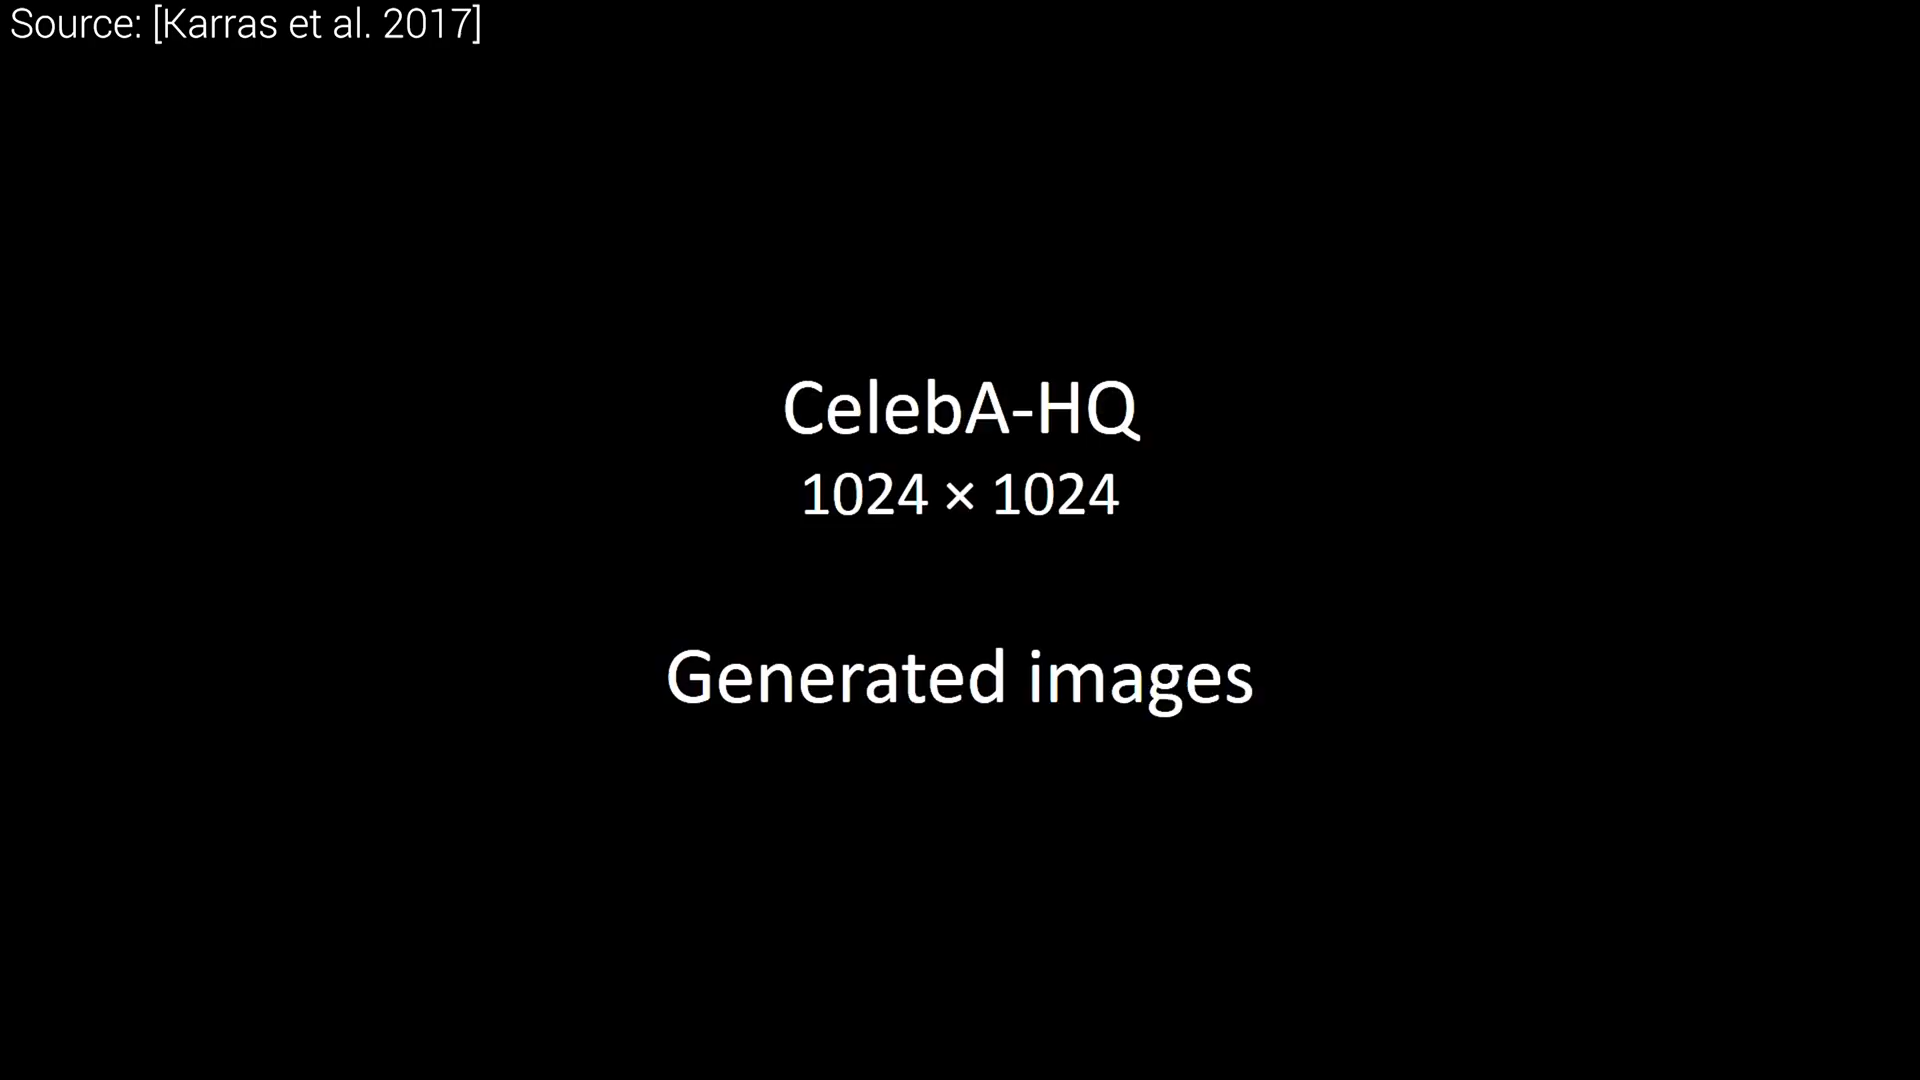 Source: [Karras et al. 2017]
CelebA-HQ
1024 × 1024
Generated images